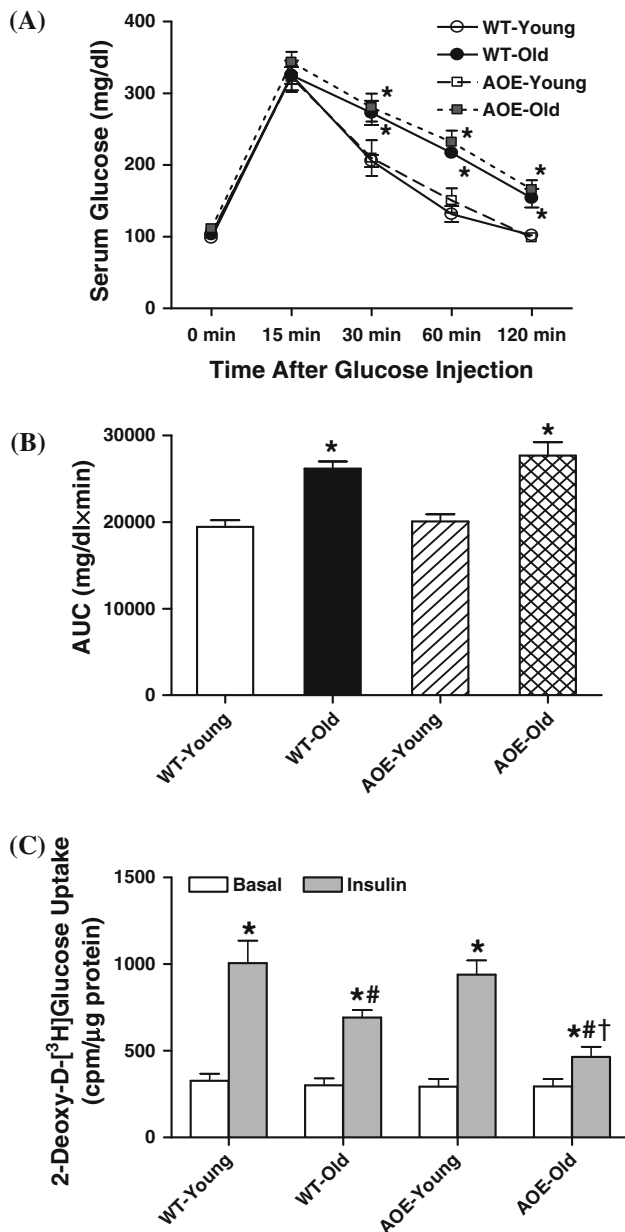 (A)
400
300
200
100
0
Serum Glucose (mg/dl)
WT-Young
WT-Old
AOE-Young
AOE-Old
*
*
*
*
*
*
0 min 15 min 30 min 60 min 120 min
Time After Glucose Injection
(B)
30000
20000
10000
0
AUC (mg/dl×min)
*
*
WT-Young
WT-Old
AOE-Young
AOE-Old
(C)
1500
1000
500
0
2-Deoxy-D-[³H]Glucose Uptake
(cpm/µg protein)
Basal Insulin
*
*#
*
*#†
WT-Young
WT-Old
AOE-Young
AOE-Old